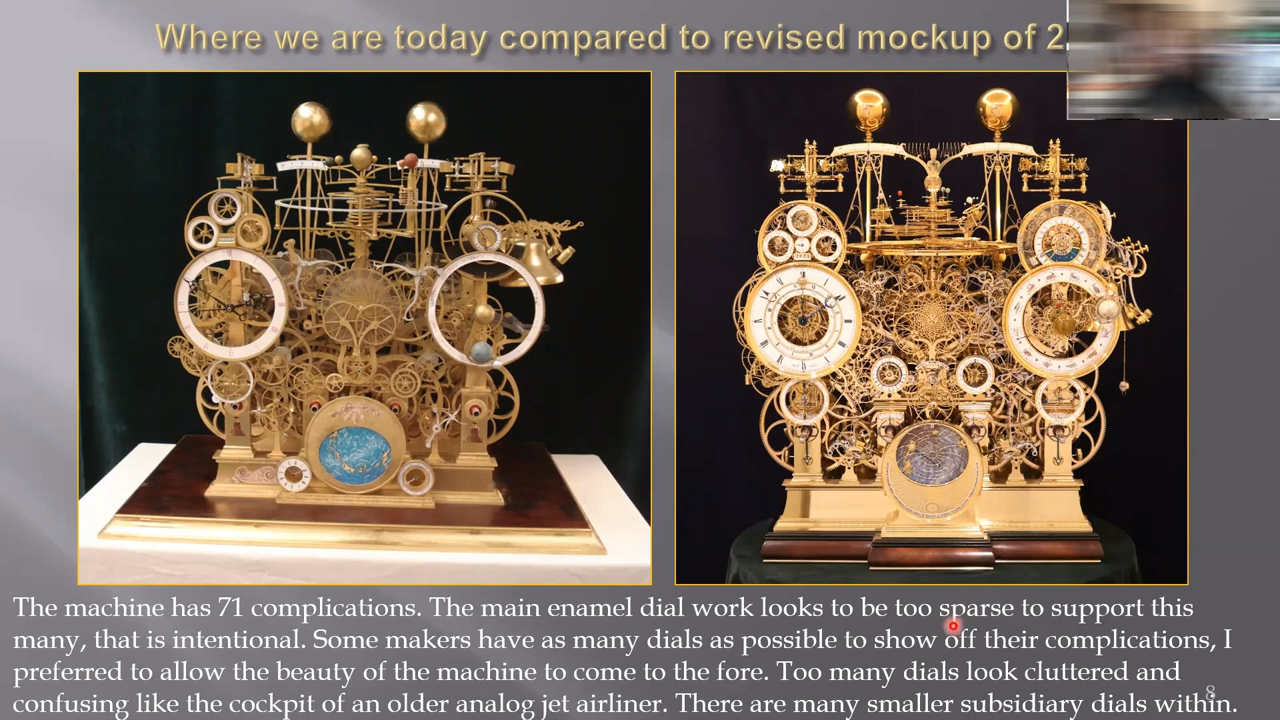 Where we are today compared to revised mockup of 2
The machine has 71 complications. The main enamel dial work looks to be too sparse to support this
many, that is intentional. Some makers have as many dials as possible to show off their complications, I
preferred to allow the beauty of the machine to come to the fore. Too many dials look cluttered and
confusing like the cockpit of an older analog jet airliner. There are many smaller subsidiary dials within.
8